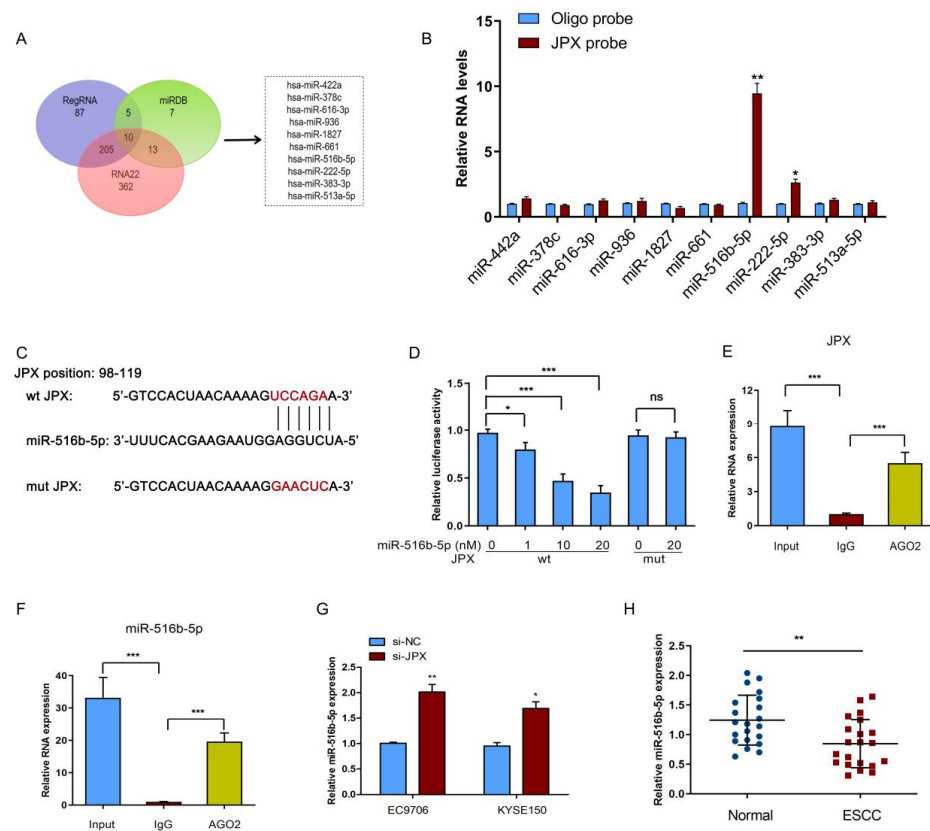 A
RegRNA
87
5
miRDB
7
10
205
13
RNA22
362
hsa-miR-422a
hsa-miR-378c
hsa-miR-616-3p
hsa-miR-936
hsa-miR-1827
hsa-miR-661
hsa-miR-516b-5p
hsa-miR-222-5p
hsa-miR-383-3p
hsa-miR-513a-5p
B
Oligo probe
JPX probe
Relative RNA levels
15
10
5
0
**
*
miR-442a
miR-378c
miR-616-3p
miR-936
miR-1827
miR-661
miR-516b-5p
miR-222-5p
miR-383-3p
miR-513a-5p
C
JPX position: 98-119
wt JPX: 5'-GTCCACUAACAAAAGUCCAGAA-3'
miR-516b-5p: 3'-UUUCACGAAGAAUGGAGGUCUA-5'
mut JPX: 5'-GTCCACUAACAAAAGGAACUCA-3'
D
Relative luciferase activity
1.5
1.0
0.5
0.0
***
***
*
ns
miR-516b-5p (nM) 0 1 10 20 0 20
JPX wt mut
E
JPX
Relative RNA expression
12
9
6
3
0
***
***
Input IgG AGO2
F
miR-516b-5p
Relative RNA expression
40
30
20
10
0
***
***
Input IgG AGO2
G
si-NC
si-JPX
Relative miR-516b-5p expression
2.5
2.0
1.5
1.0
0.5
0.0
**
*
EC9706 KYSE150
H
Relative miR-516b-5p expression
2.5
2.0
1.5
1.0
0.5
0.0
**
Normal ESCC